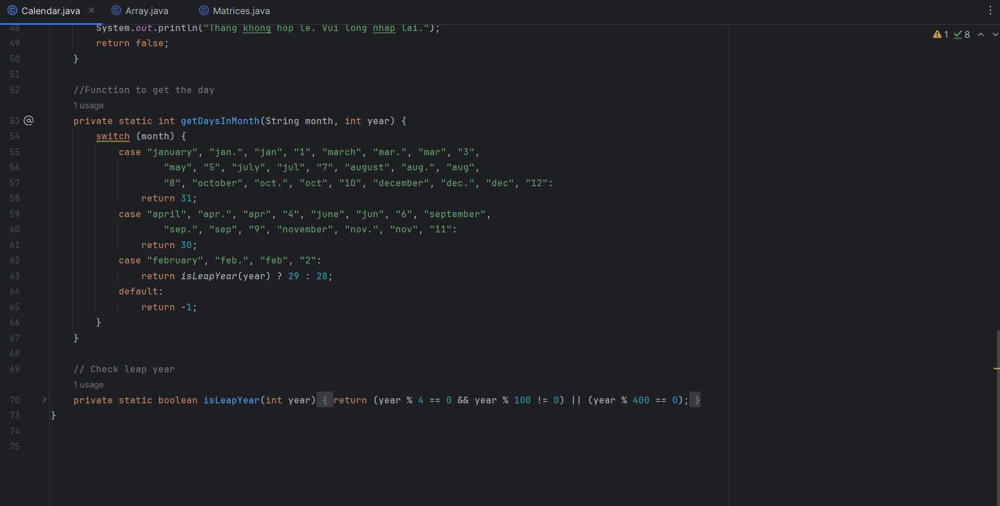 Calendar.java
Array.java
Matrices.java
1 8
48 System.out.println("Thang khong hop le. Vui long nhap lai.");
49 return false;
50 }
51
52 //Function to get the day
1 usage
53 @ private static int getDaysInMonth(String month, int year) {
54 switch (month) {
55 case "january", "jan.", "jan", "1", "march", "mar.", "mar", "3",
56 "may", "5", "july", "jul", "7", "august", "aug.", "aug",
57 "8", "october", "oct.", "oct", "10", "december", "dec.", "dec", "12":
58 return 31;
59 case "april", "apr.", "apr", "4", "june", "jun", "6", "september",
60 "sep.", "sep", "9", "november", "nov.", "nov", "11":
61 return 30;
62 case "february", "feb.", "feb", "2":
63 return isLeapYear(year) ? 29 : 28;
64 default:
65 return -1;
66 }
67 }
68
69 // Check leap year
1 usage
70 private static boolean isLeapYear(int year) { return (year % 4 == 0 && year % 100 != 0) || (year % 400 == 0); }
73 }
74
75